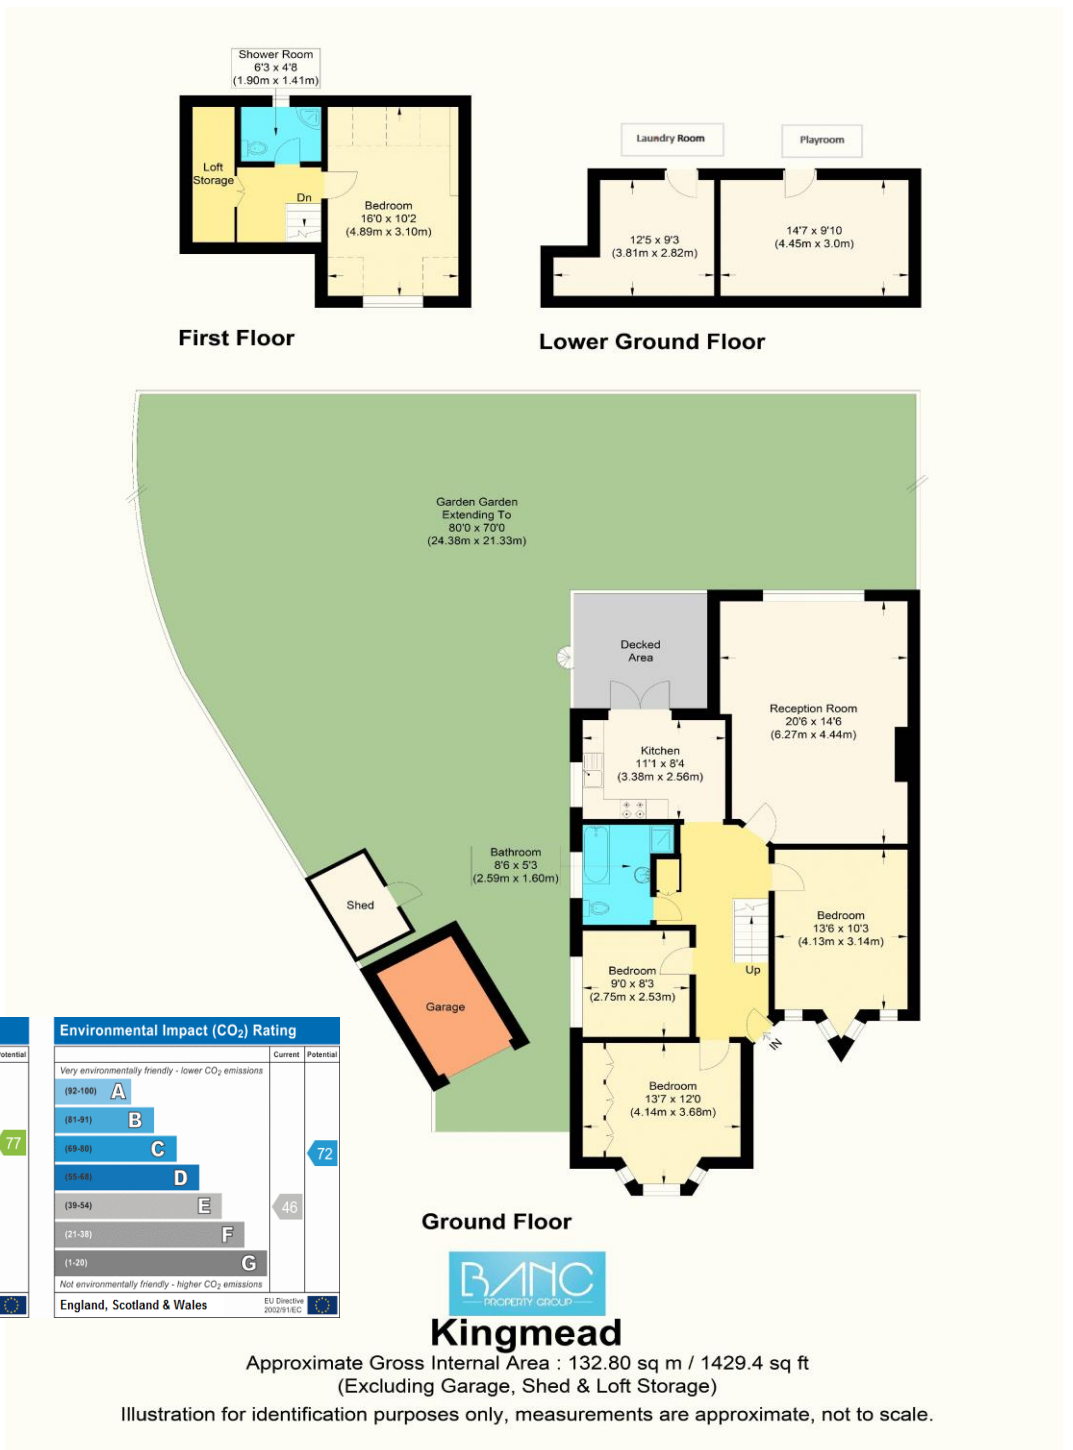 Shower Room
6'3 x 4'8
(1.90m x 1.41m)
Loft
Storage
Dn
Bedroom
16'0 x 10'2
(4.89m x 3.10m)
First Floor
Laundry Room
Playroom
12'5 x 9'3
(3.81m x 2.82m)
14'7 x 9'10
(4.45m x 3.0m)
Lower Ground Floor
Garden Garden
Extending To
80'0 x 70'0
(24.38m x 21.33m)
Decked
Area
Reception Room
20'6 x 14'6
(6.27m x 4.44m)
Kitchen
11'1 x 8'4
(3.38m x 2.56m)
Bathroom
8'6 x 5'3
(2.59m x 1.60m)
Shed
Bedroom
13'6 x 10'3
(4.13m x 3.14m)
Up
Bedroom
9'0 x 8'3
(2.75m x 2.53m)
Garage
IN
Bedroom
13'7 x 12'0
(4.14m x 3.68m)
Ground Floor
Potential
77
Environmental Impact (CO2) Rating
Current Potential
Very environmentally friendly - lower CO2 emissions
(92-100) A
(81-91) B
(69-80) C
72
(55-68) D
(39-54) E
46
(21-38) F
(1-20) G
Not environmentally friendly - higher CO2 emissions
England, Scotland & Wales
EU Directive
2002/91/EC
BANC
PROPERTY GROUP
Kingmead
Approximate Gross Internal Area : 132.80 sq m / 1429.4 sq ft
(Excluding Garage, Shed & Loft Storage)
Illustration for identification purposes only, measurements are approximate, not to scale.